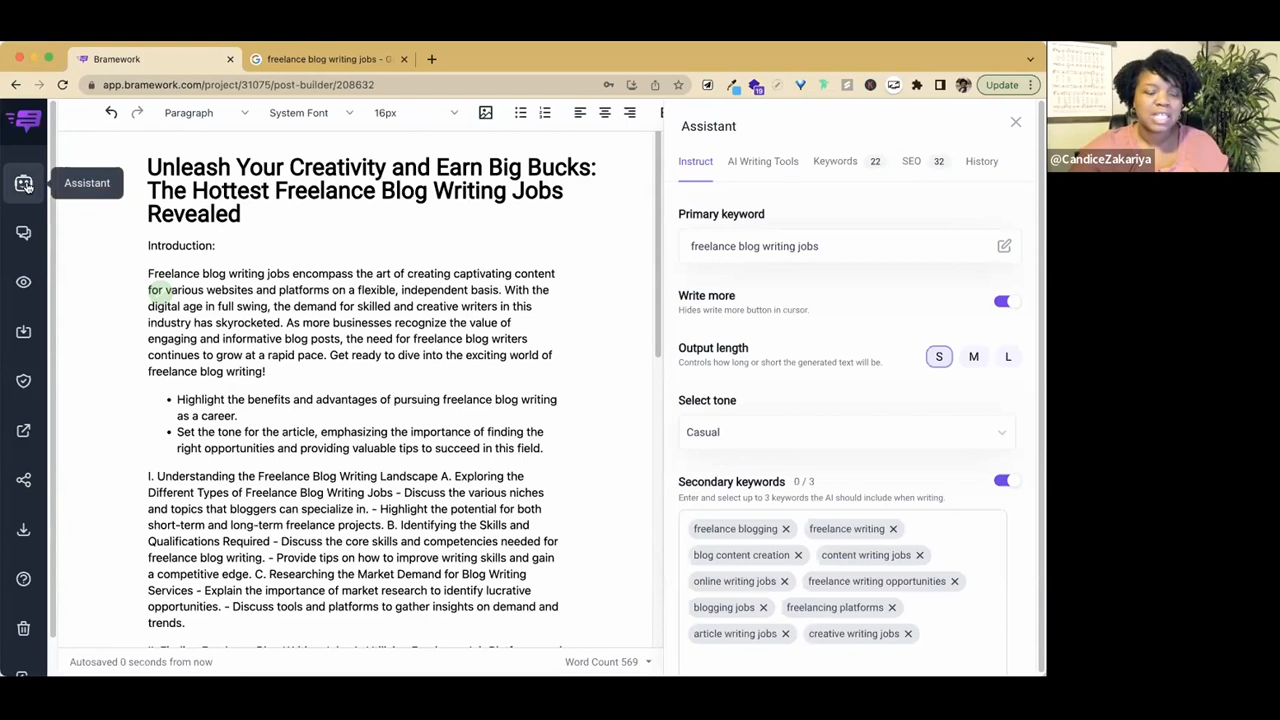 Bramework
freelance blog writing jobs - G
app.bramework.com/project/31075/post-builder/208632
19
Update
Paragraph
System Font
16px
Assistant
Unleash Your Creativity and Earn Big Bucks:
The Hottest Freelance Blog Writing Jobs
Revealed
Introduction:
Freelance blog writing jobs encompass the art of creating captivating content
for various websites and platforms on a flexible, independent basis. With the
digital age in full swing, the demand for skilled and creative writers in this
industry has skyrocketed. As more businesses recognize the value of
engaging and informative blog posts, the need for freelance blog writers
continues to grow at a rapid pace. Get ready to dive into the exciting world of
freelance blog writing!
• Highlight the benefits and advantages of pursuing freelance blog writing
as a career.
• Set the tone for the article, emphasizing the importance of finding the
right opportunities and providing valuable tips to succeed in this field.
I. Understanding the Freelance Blog Writing Landscape A. Exploring the
Different Types of Freelance Blog Writing Jobs - Discuss the various niches
and topics that bloggers can specialize in. - Highlight the potential for both
short-term and long-term freelance projects. B. Identifying the Skills and
Qualifications Required - Discuss the core skills and competencies needed for
freelance blog writing. - Provide tips on how to improve writing skills and gain
a competitive edge. C. Researching the Market Demand for Blog Writing
Services - Explain the importance of market research to identify lucrative
opportunities. - Discuss tools and platforms to gather insights on demand and
trends.
Autosaved 0 seconds from now
Word Count 569
Assistant
Instruct
AI Writing Tools
Keywords 22
SEO 32
History
Primary keyword
freelance blog writing jobs
Write more
Hides write more button in cursor.
Output length
Controls how long or short the generated text will be.
S M L
Select tone
Casual
Secondary keywords 0 / 3
Enter and select up to 3 keywords the AI should include when writing.
freelance blogging freelance writing
blog content creation content writing jobs
online writing jobs freelance writing opportunities
blogging jobs freelancing platforms
article writing jobs creative writing jobs
@CandiceZakariya